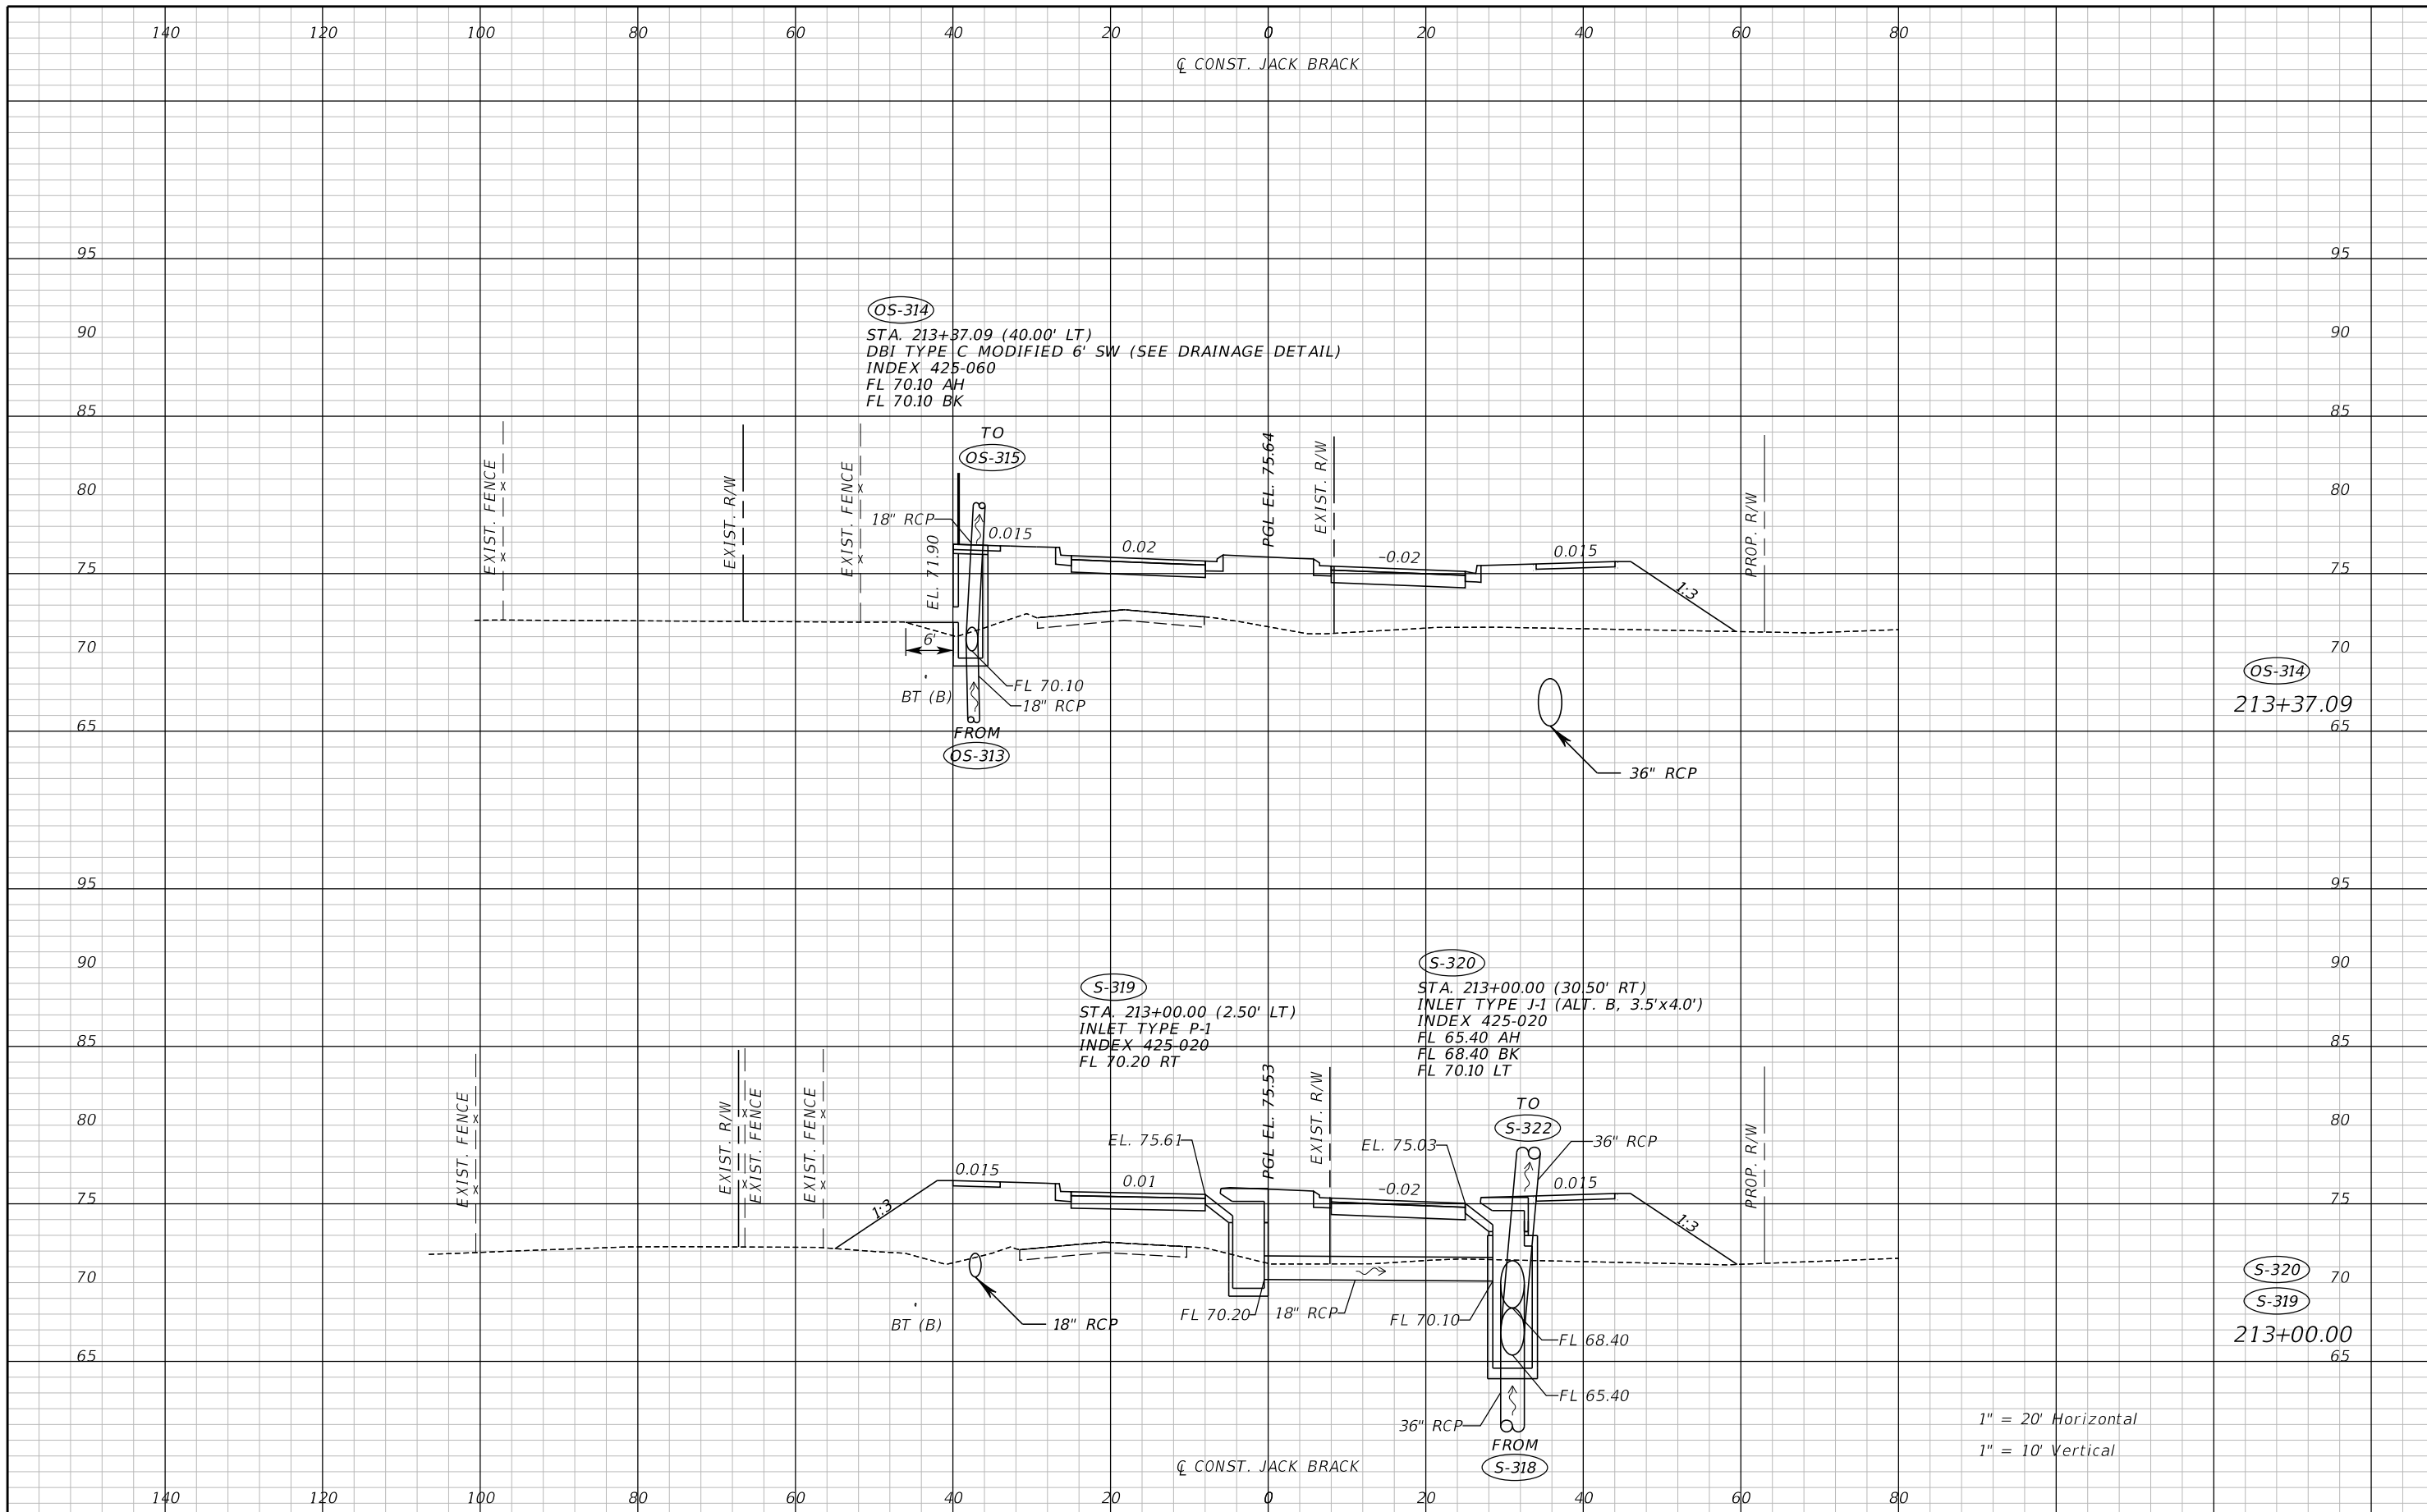 140 120 100 80 60 40 20 0 20 40 60 80
℄ CONST. JACK BRACK
95 95
OS-314
90 90
STA. 213+37.09 (40.00' LT)
DBI TYPE C MODIFIED 6' SW (SEE DRAINAGE DETAIL)
INDEX 425-060
FL 70.10 AH
FL 70.10 BK
85 85
TO
OS-315
EXIST. FENCE
EXIST. R/W
EXIST. FENCE
PGL EL. 75.64
EXIST. R/W
PROP. R/W
80 80
18" RCP
0.015
0.02
-0.02
0.015
EL. 71.90
75 75
1:3
6'
70 70
FL 70.10
BT (B)
18" RCP
OS-314
213+37.09
65 65
FROM
OS-313
36" RCP
95 95
90 90
S-320
S-319
STA. 213+00.00 (30.50' RT)
INLET TYPE J-1 (ALT. B, 3.5'x4.0')
INDEX 425-020
FL 65.40 AH
FL 68.40 BK
FL 70.10 LT
STA. 213+00.00 (2.50' LT)
INLET TYPE P-1
INDEX 425-020
FL 70.20 RT
85 85
TO
S-322
EXIST. FENCE
EXIST. R/W
EXIST. FENCE
EXIST. FENCE
PGL EL. 75.53
EXIST. R/W
PROP. R/W
80 80
EL. 75.61
EL. 75.03
36" RCP
0.015
0.01
-0.02
0.015
75 75
1:3
1:3
70 70
S-320
S-319
213+00.00
FL 70.20
18" RCP
FL 70.10
BT (B)
18" RCP
FL 68.40
65 65
FL 65.40
36" RCP
FROM
S-318
1" = 20' Horizontal
1" = 10' Vertical
℄ CONST. JACK BRACK
140 120 100 80 60 40 20 0 20 40 60 80